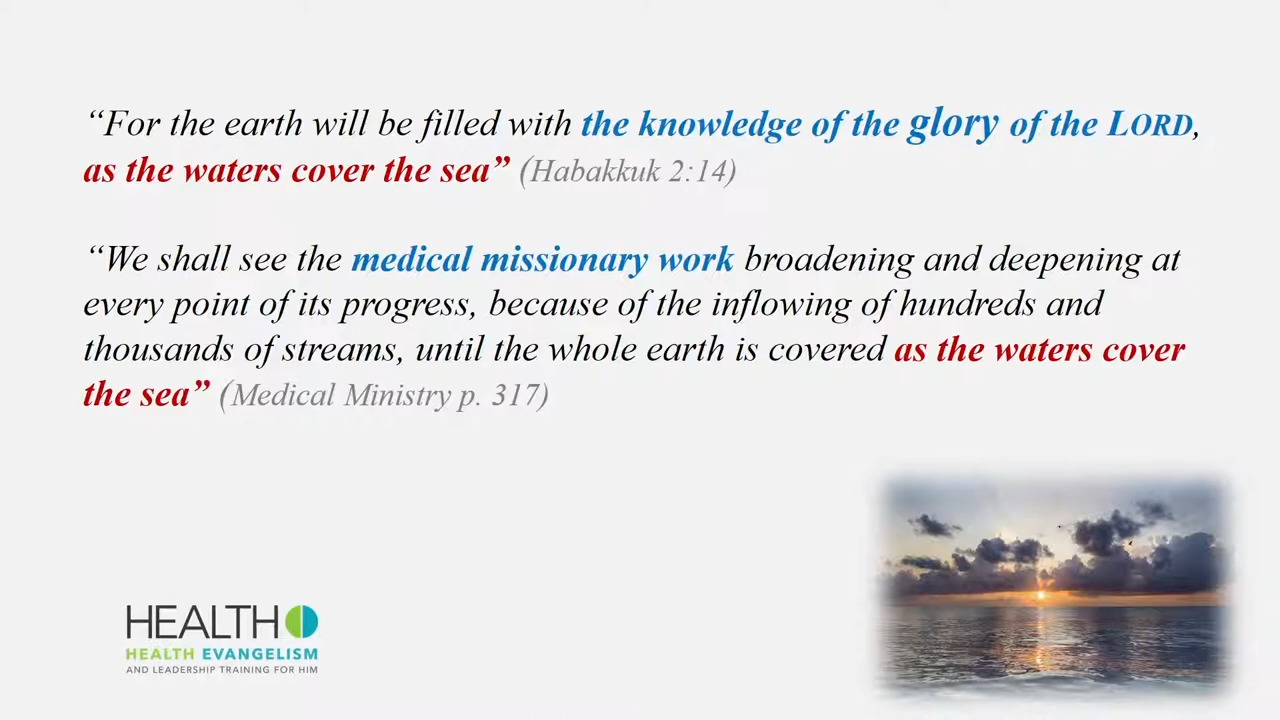 “For the earth will be filled with the knowledge of the glory of the LORD,
as the waters cover the sea” (Habakkuk 2:14)
“We shall see the medical missionary work broadening and deepening at
every point of its progress, because of the inflowing of hundreds and
thousands of streams, until the whole earth is covered as the waters cover
the sea” (Medical Ministry p. 317)
HEALTH
HEALTH EVANGELISM
AND LEADERSHIP TRAINING FOR HIM